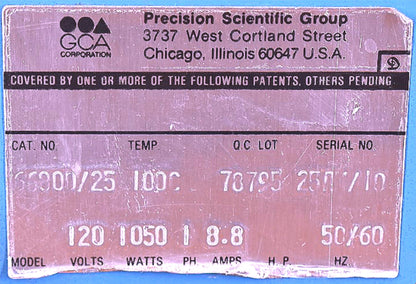 GCA
CORPORATION
Precision Scientific Group
3737 West Cortland Street
Chicago, Illinois 60647 U.S.A.
COVERED BY ONE OR MORE OF THE FOLLOWING PATENTS. OTHERS PENDING.
CAT. NO. TEMP Q.C. LOT SERIAL NO
100C 78795
120 1050 1 8.8 50/60
MODEL VOLTS WATTS PH AMPS H.P. HZ